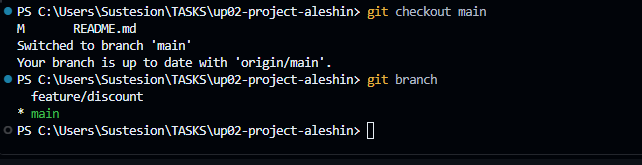 PS C:\Users\Sustesion\TASKS\up02-project-aleshin> git checkout main
M       README.md
Switched to branch 'main'
Your branch is up to date with 'origin/main'.
PS C:\Users\Sustesion\TASKS\up02-project-aleshin> git branch
  feature/discount
* main
PS C:\Users\Sustesion\TASKS\up02-project-aleshin>